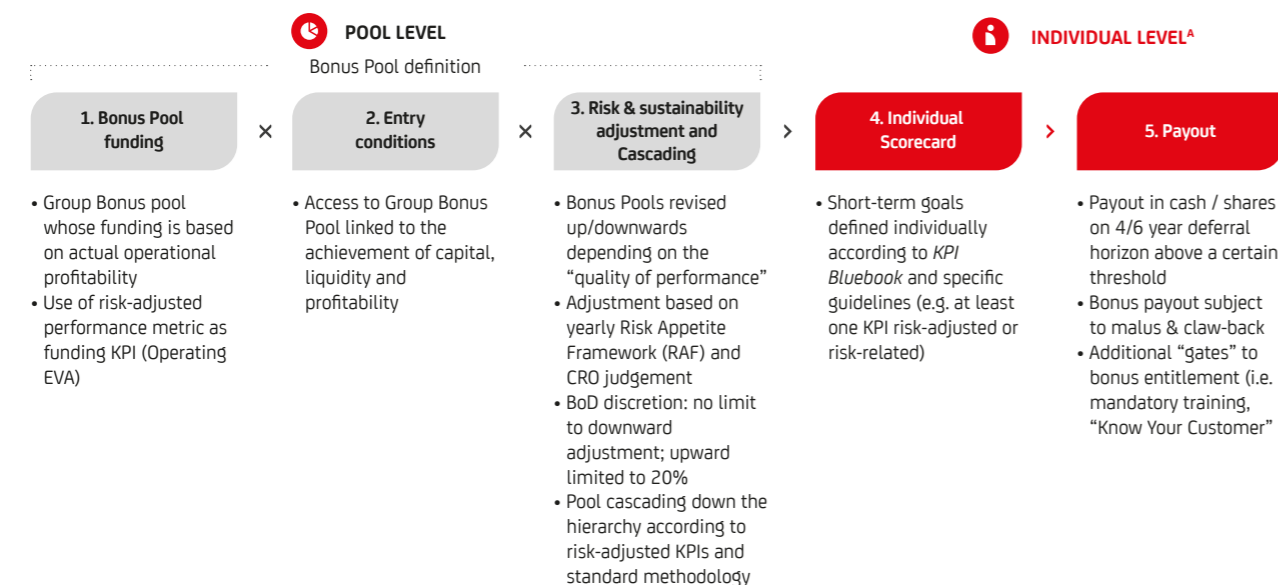 POOL LEVEL
Bonus Pool definition
INDIVIDUAL LEVELᴬ
1. Bonus Pool
funding
×
2. Entry
conditions
×
3. Risk & sustainability
adjustment and
Cascading
>
4. Individual
Scorecard
>
5. Payout
• Group Bonus pool
whose funding is based
on actual operational
profitability
• Use of risk-adjusted
performance metric as
funding KPI (Operating
EVA)
• Access to Group Bonus
Pool linked to the
achievement of capital,
liquidity and
profitability
• Bonus Pools revised
up/downwards
depending on the
“quality of performance”
• Adjustment based on
yearly Risk Appetite
Framework (RAF) and
CRO judgement
• BoD discretion: no limit
to downward
adjustment; upward
limited to 20%
• Pool cascading down the
hierarchy according to
risk-adjusted KPIs and
standard methodology
• Short-term goals
defined individually
according to KPI
Bluebook and specific
guidelines (e.g. at least
one KPI risk-adjusted or
risk-related)
• Payout in cash / shares
on 4/6 year deferral
horizon above a certain
threshold
• Bonus payout subject
to malus & claw-back
• Additional “gates” to
bonus entitlement (i.e.
mandatory training,
“Know Your Customer”